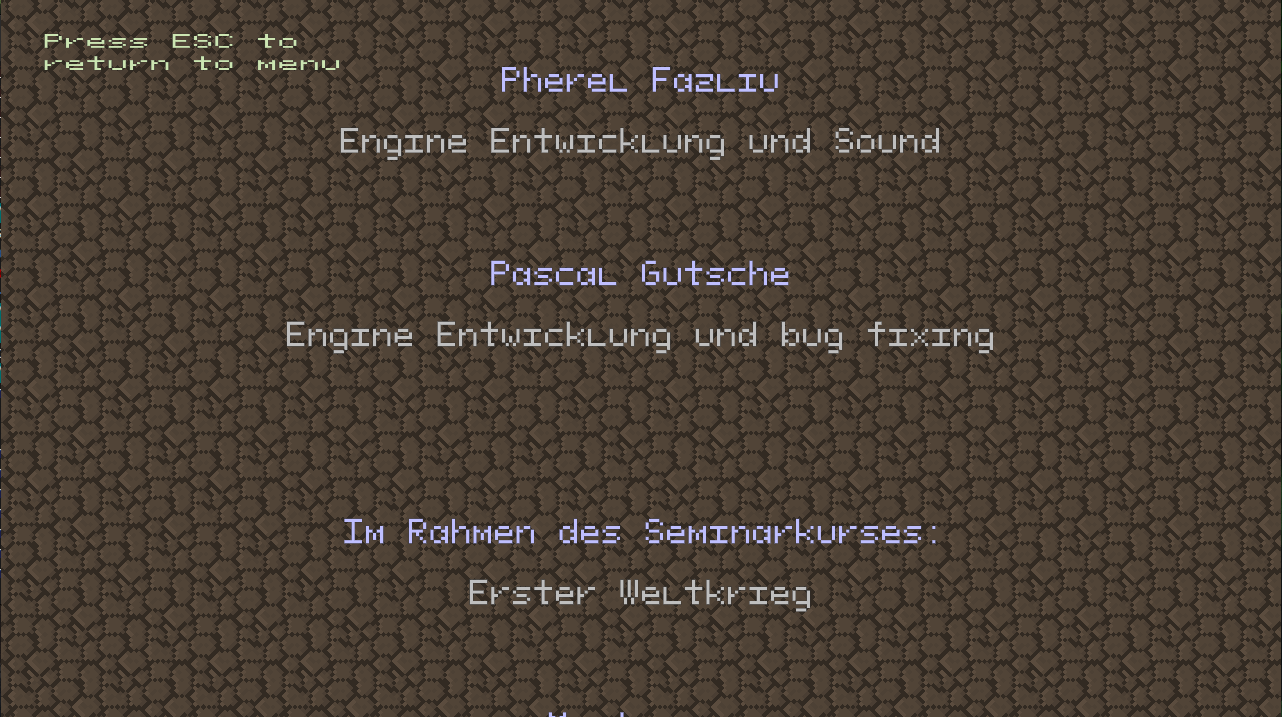 Press ESC to
return to menu
Pherel Fazliu
Engine Entwicklung und Sound
Pascal Gutsche
Engine Entwicklung und bug fixing
Im Rahmen des Seminarkurses:
Erster Weltkrieg